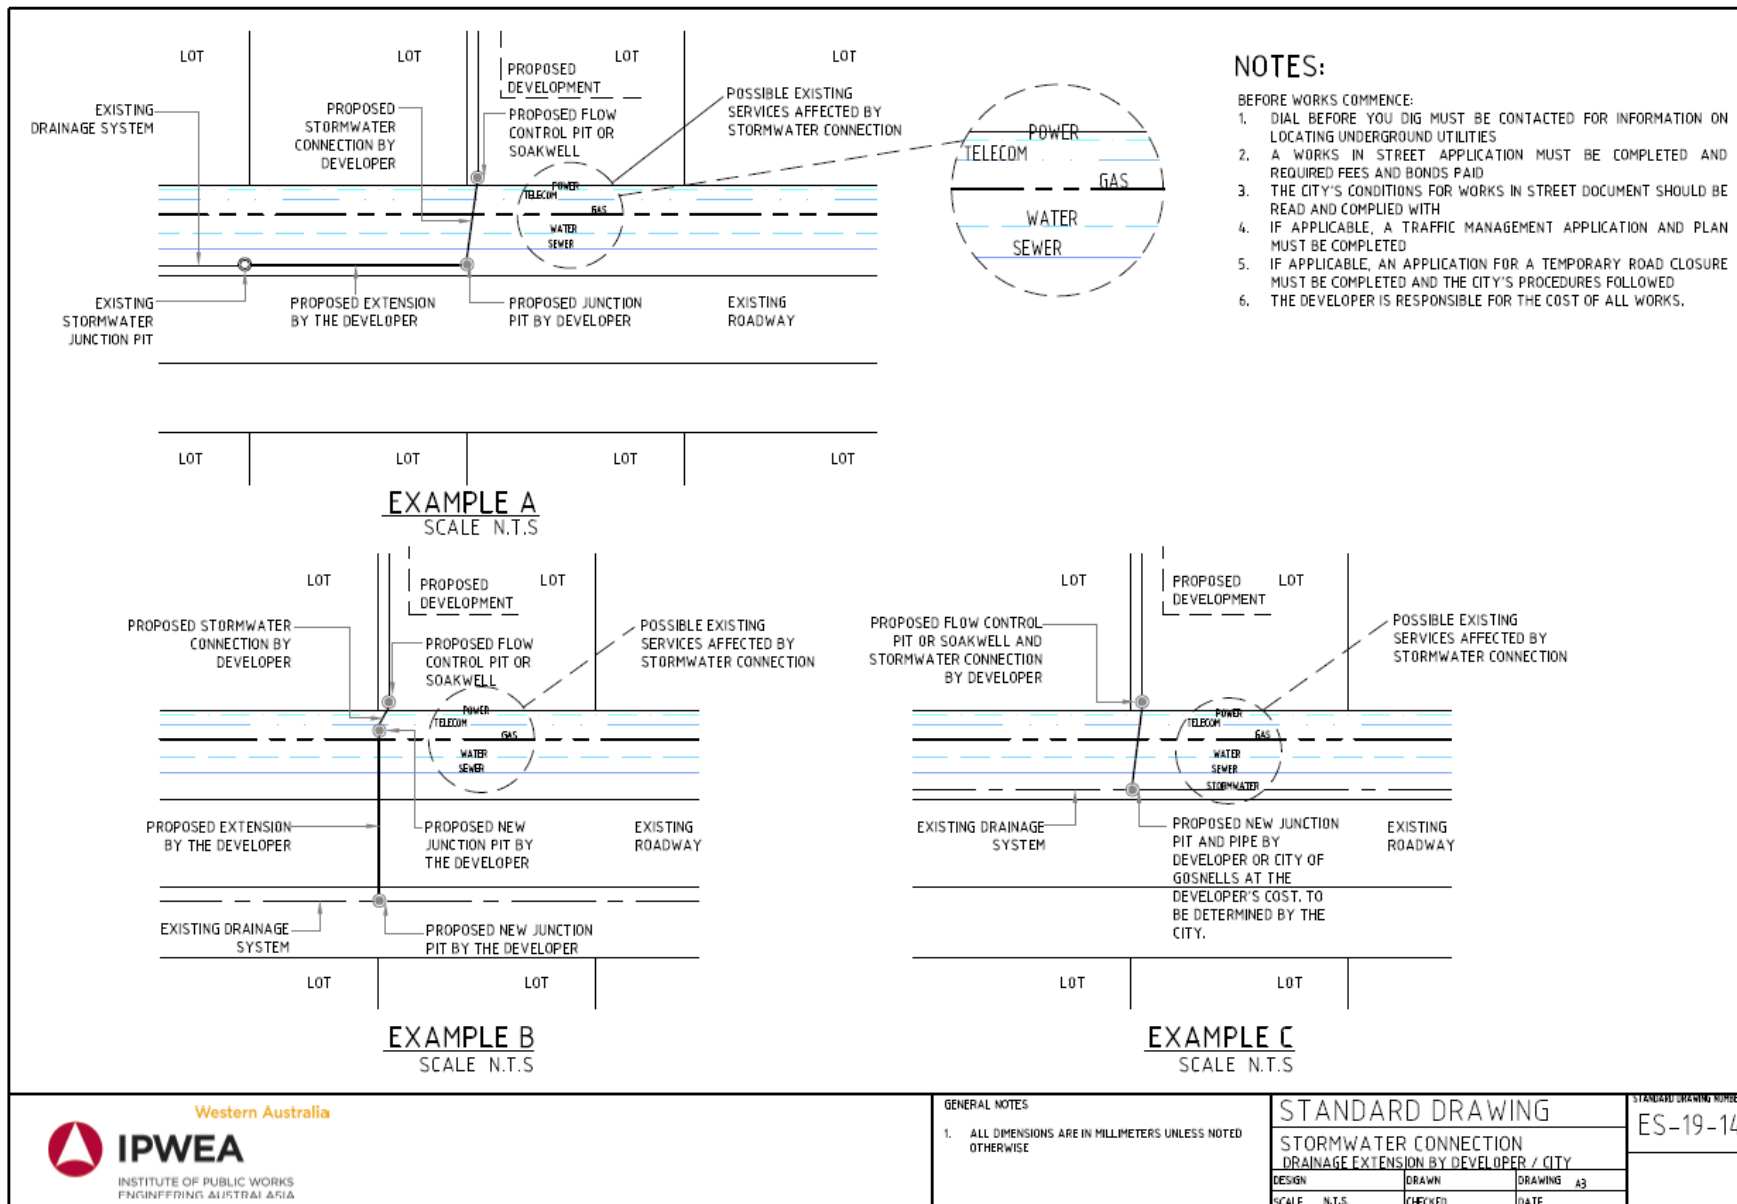 LOT
LOT
LOT
LOT
PROPOSED
DEVELOPMENT
EXISTING
DRAINAGE SYSTEM
PROPOSED
STORMWATER
CONNECTION BY
DEVELOPER
PROPOSED FLOW
CONTROL PIT OR
SOAKWELL
POSSIBLE EXISTING
SERVICES AFFECTED BY
STORMWATER CONNECTION
POWER
TELECOM
GAS
WATER
SEWER
POWER
TELECOM
GAS
WATER
SEWER
EXISTING
STORMWATER
JUNCTION PIT
PROPOSED EXTENSION
BY THE DEVELOPER
PROPOSED JUNCTION
PIT BY DEVELOPER
EXISTING
ROADWAY
LOT
LOT
LOT
LOT
EXAMPLE A
SCALE N.T.S
NOTES:
BEFORE WORKS COMMENCE:
1. DIAL BEFORE YOU DIG MUST BE CONTACTED FOR INFORMATION ON
LOCATING UNDERGROUND UTILITIES
2. A WORKS IN STREET APPLICATION MUST BE COMPLETED AND
REQUIRED FEES AND BONDS PAID
3. THE CITY'S CONDITIONS FOR WORKS IN STREET DOCUMENT SHOULD BE
READ AND COMPLIED WITH
4. IF APPLICABLE, A TRAFFIC MANAGEMENT APPLICATION AND PLAN
MUST BE COMPLETED
5. IF APPLICABLE, AN APPLICATION FOR A TEMPORARY ROAD CLOSURE
MUST BE COMPLETED AND THE CITY'S PROCEDURES FOLLOWED
6. THE DEVELOPER IS RESPONSIBLE FOR THE COST OF ALL WORKS.
LOT
PROPOSED
DEVELOPMENT
LOT
PROPOSED STORMWATER
CONNECTION BY
DEVELOPER
PROPOSED FLOW
CONTROL PIT OR
SOAKWELL
POSSIBLE EXISTING
SERVICES AFFECTED BY
STORMWATER CONNECTION
POWER
TELECOM
GAS
WATER
SEWER
PROPOSED EXTENSION
BY THE DEVELOPER
PROPOSED NEW
JUNCTION PIT BY
THE DEVELOPER
EXISTING
ROADWAY
EXISTING DRAINAGE
SYSTEM
PROPOSED NEW JUNCTION
PIT BY THE DEVELOPER
LOT
LOT
EXAMPLE B
SCALE N.T.S
LOT
PROPOSED
DEVELOPMENT
LOT
PROPOSED FLOW CONTROL
PIT OR SOAKWELL AND
STORMWATER CONNECTION
BY DEVELOPER
POSSIBLE EXISTING
SERVICES AFFECTED BY
STORMWATER CONNECTION
POWER
TELECOM
GAS
WATER
SEWER
STORMWATER
EXISTING DRAINAGE
SYSTEM
PROPOSED NEW JUNCTION
PIT AND PIPE BY
DEVELOPER OR CITY OF
GOSNELLS AT THE
DEVELOPER'S COST. TO
BE DETERMINED BY THE
CITY.
EXISTING
ROADWAY
LOT
LOT
EXAMPLE C
SCALE N.T.S
Western Australia
IPWEA
INSTITUTE OF PUBLIC WORKS
ENGINEERING AUSTRALASIA
GENERAL NOTES
1. ALL DIMENSIONS ARE IN MILLIMETERS UNLESS NOTED
OTHERWISE
STANDARD DRAWING
STORMWATER CONNECTION
DRAINAGE EXTENSION BY DEVELOPER / CITY
DESIGN
DRAWN
DRAWING A3
SCALE N.T.S.
CHECKED
DATE
STANDARD DRAWING
ES-19-14